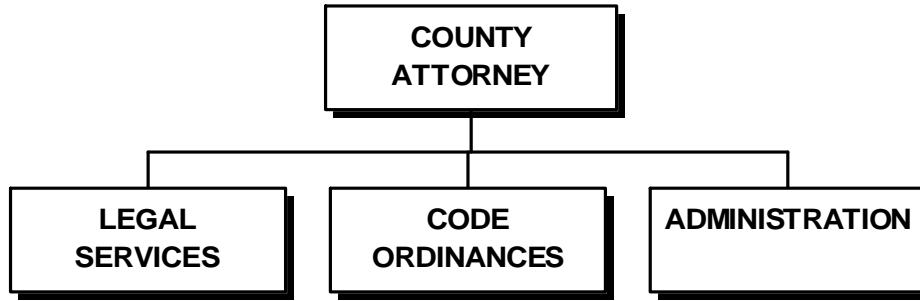 COUNTY
ATTORNEY
LEGAL
SERVICES
CODE
ORDINANCES
ADMINISTRATION